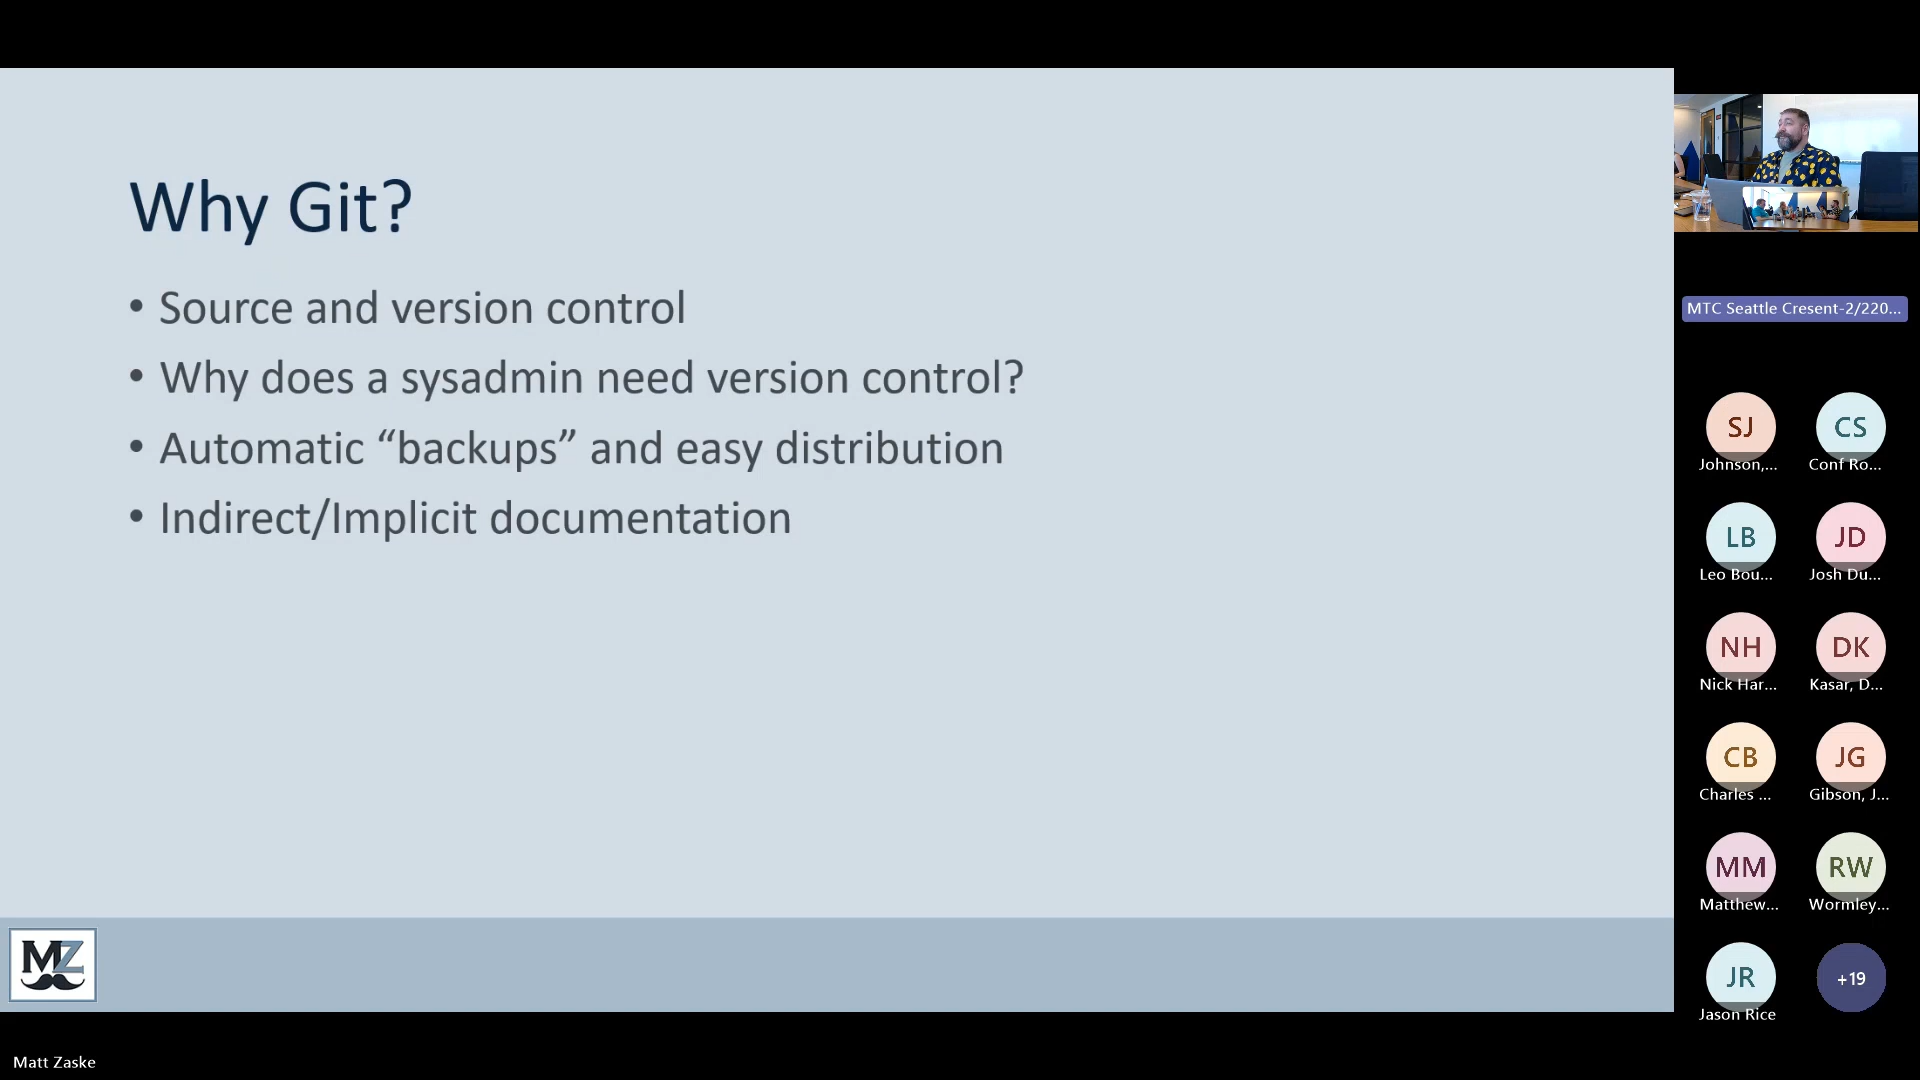 Why Git?
• Source and version control
• Why does a sysadmin need version control?
• Automatic “backups” and easy distribution
• Indirect/Implicit documentation
MZ
Matt Zaske
MTC Seattle Cresent-2/220...
SJ
Johnson,...
CS
Conf Ro...
LB
Leo Bou...
JD
Josh Du...
NH
Nick Har...
DK
Kasar, D...
CB
Charles ...
JG
Gibson, J...
MM
Matthew...
RW
Wormley...
JR
Jason Rice
+19